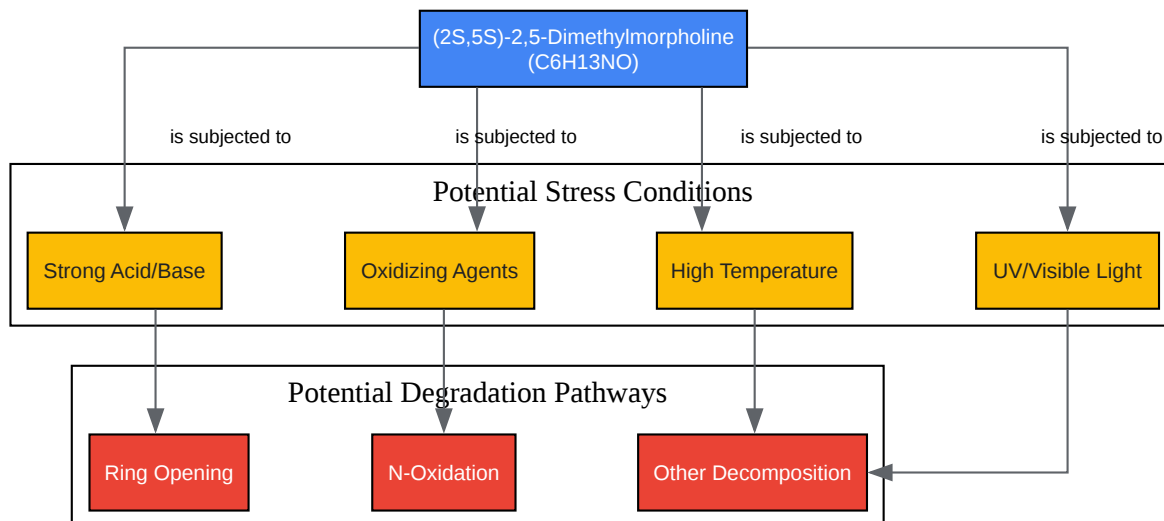 (2S,5S)-2,5-Dimethylmorpholine
(C6H13NO)
is subjected to
is subjected to
is subjected to
is subjected to
Potential Stress Conditions
Strong Acid/Base
Oxidizing Agents
High Temperature
UV/Visible Light
Potential Degradation Pathways
Ring Opening
N-Oxidation
Other Decomposition